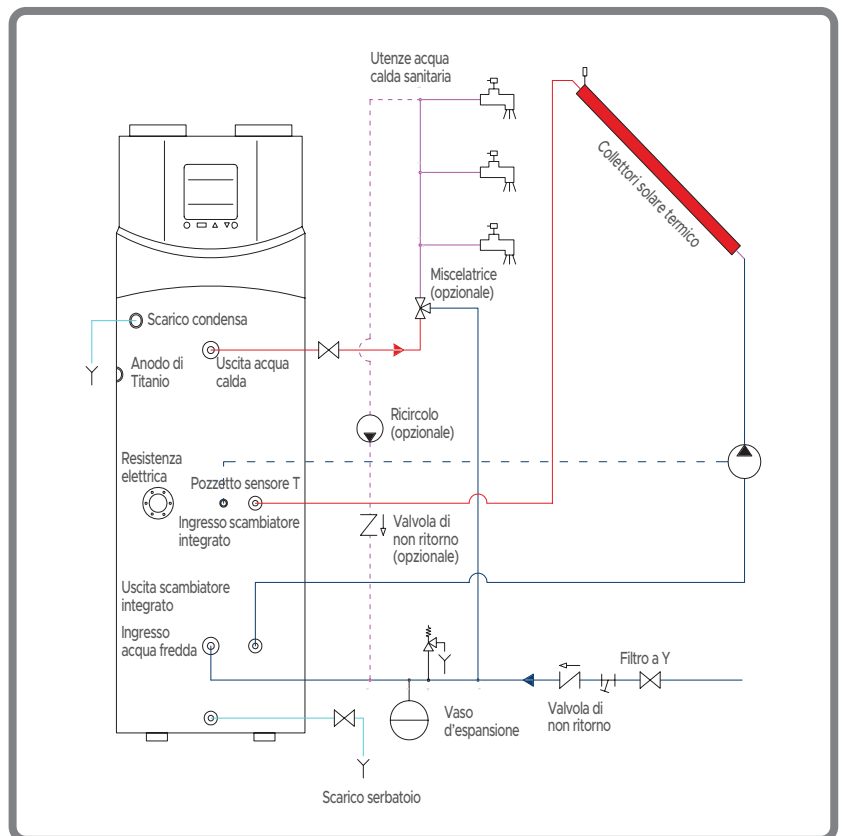 Utenze acqua
calda sanitaria
Collettori solare termico
Miscelatrice
(opzionale)
Scarico condensa
Anodo di
Titanio
Uscita acqua
calda
Ricircolo
(opzionale)
Resistenza
elettrica
Pozzetto sensore T
Ingresso scambiatore
integrato
Valvola di
non ritorno
(opzionale)
Uscita scambiatore
integrato
Ingresso
acqua fredda
Filtro a Y
Vaso
d'espansione
Valvola di
non ritorno
Scarico serbatoio